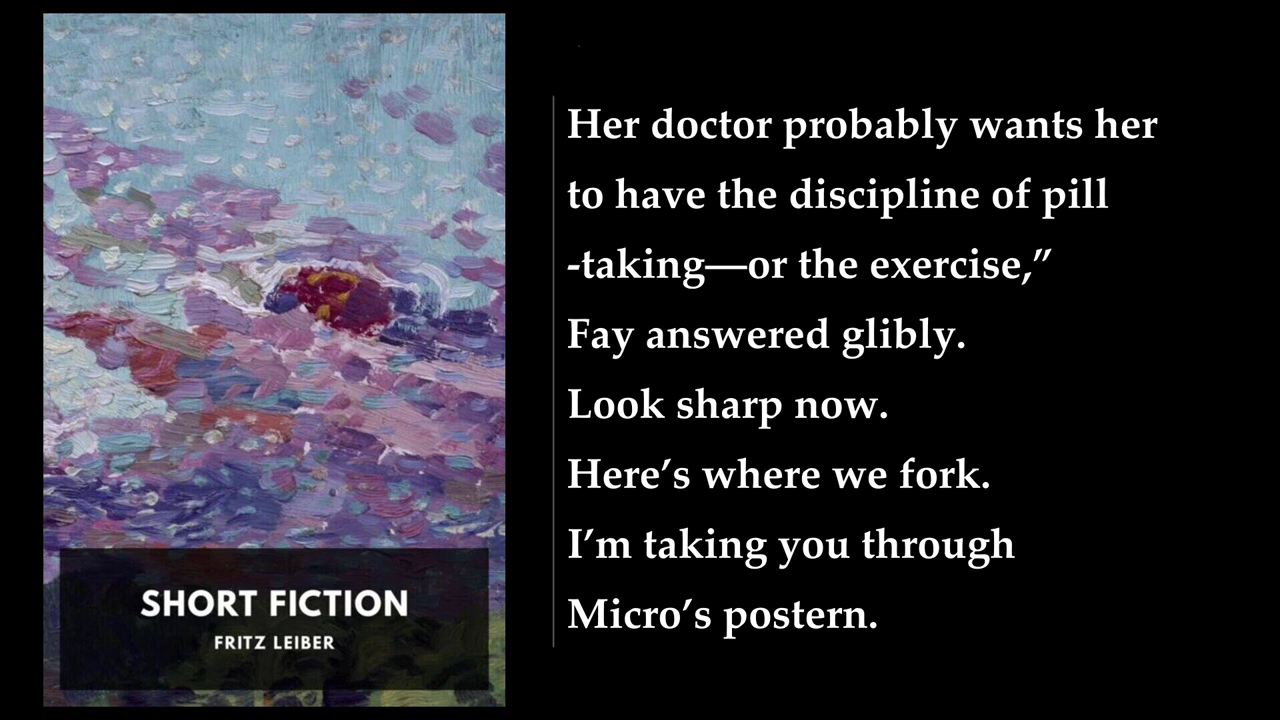 SHORT FICTION
FRITZ LEIBER
Her doctor probably wants her
to have the discipline of pill
-taking—or the exercise,”
Fay answered glibly.
Look sharp now.
Here’s where we fork.
I’m taking you through
Micro’s postern.